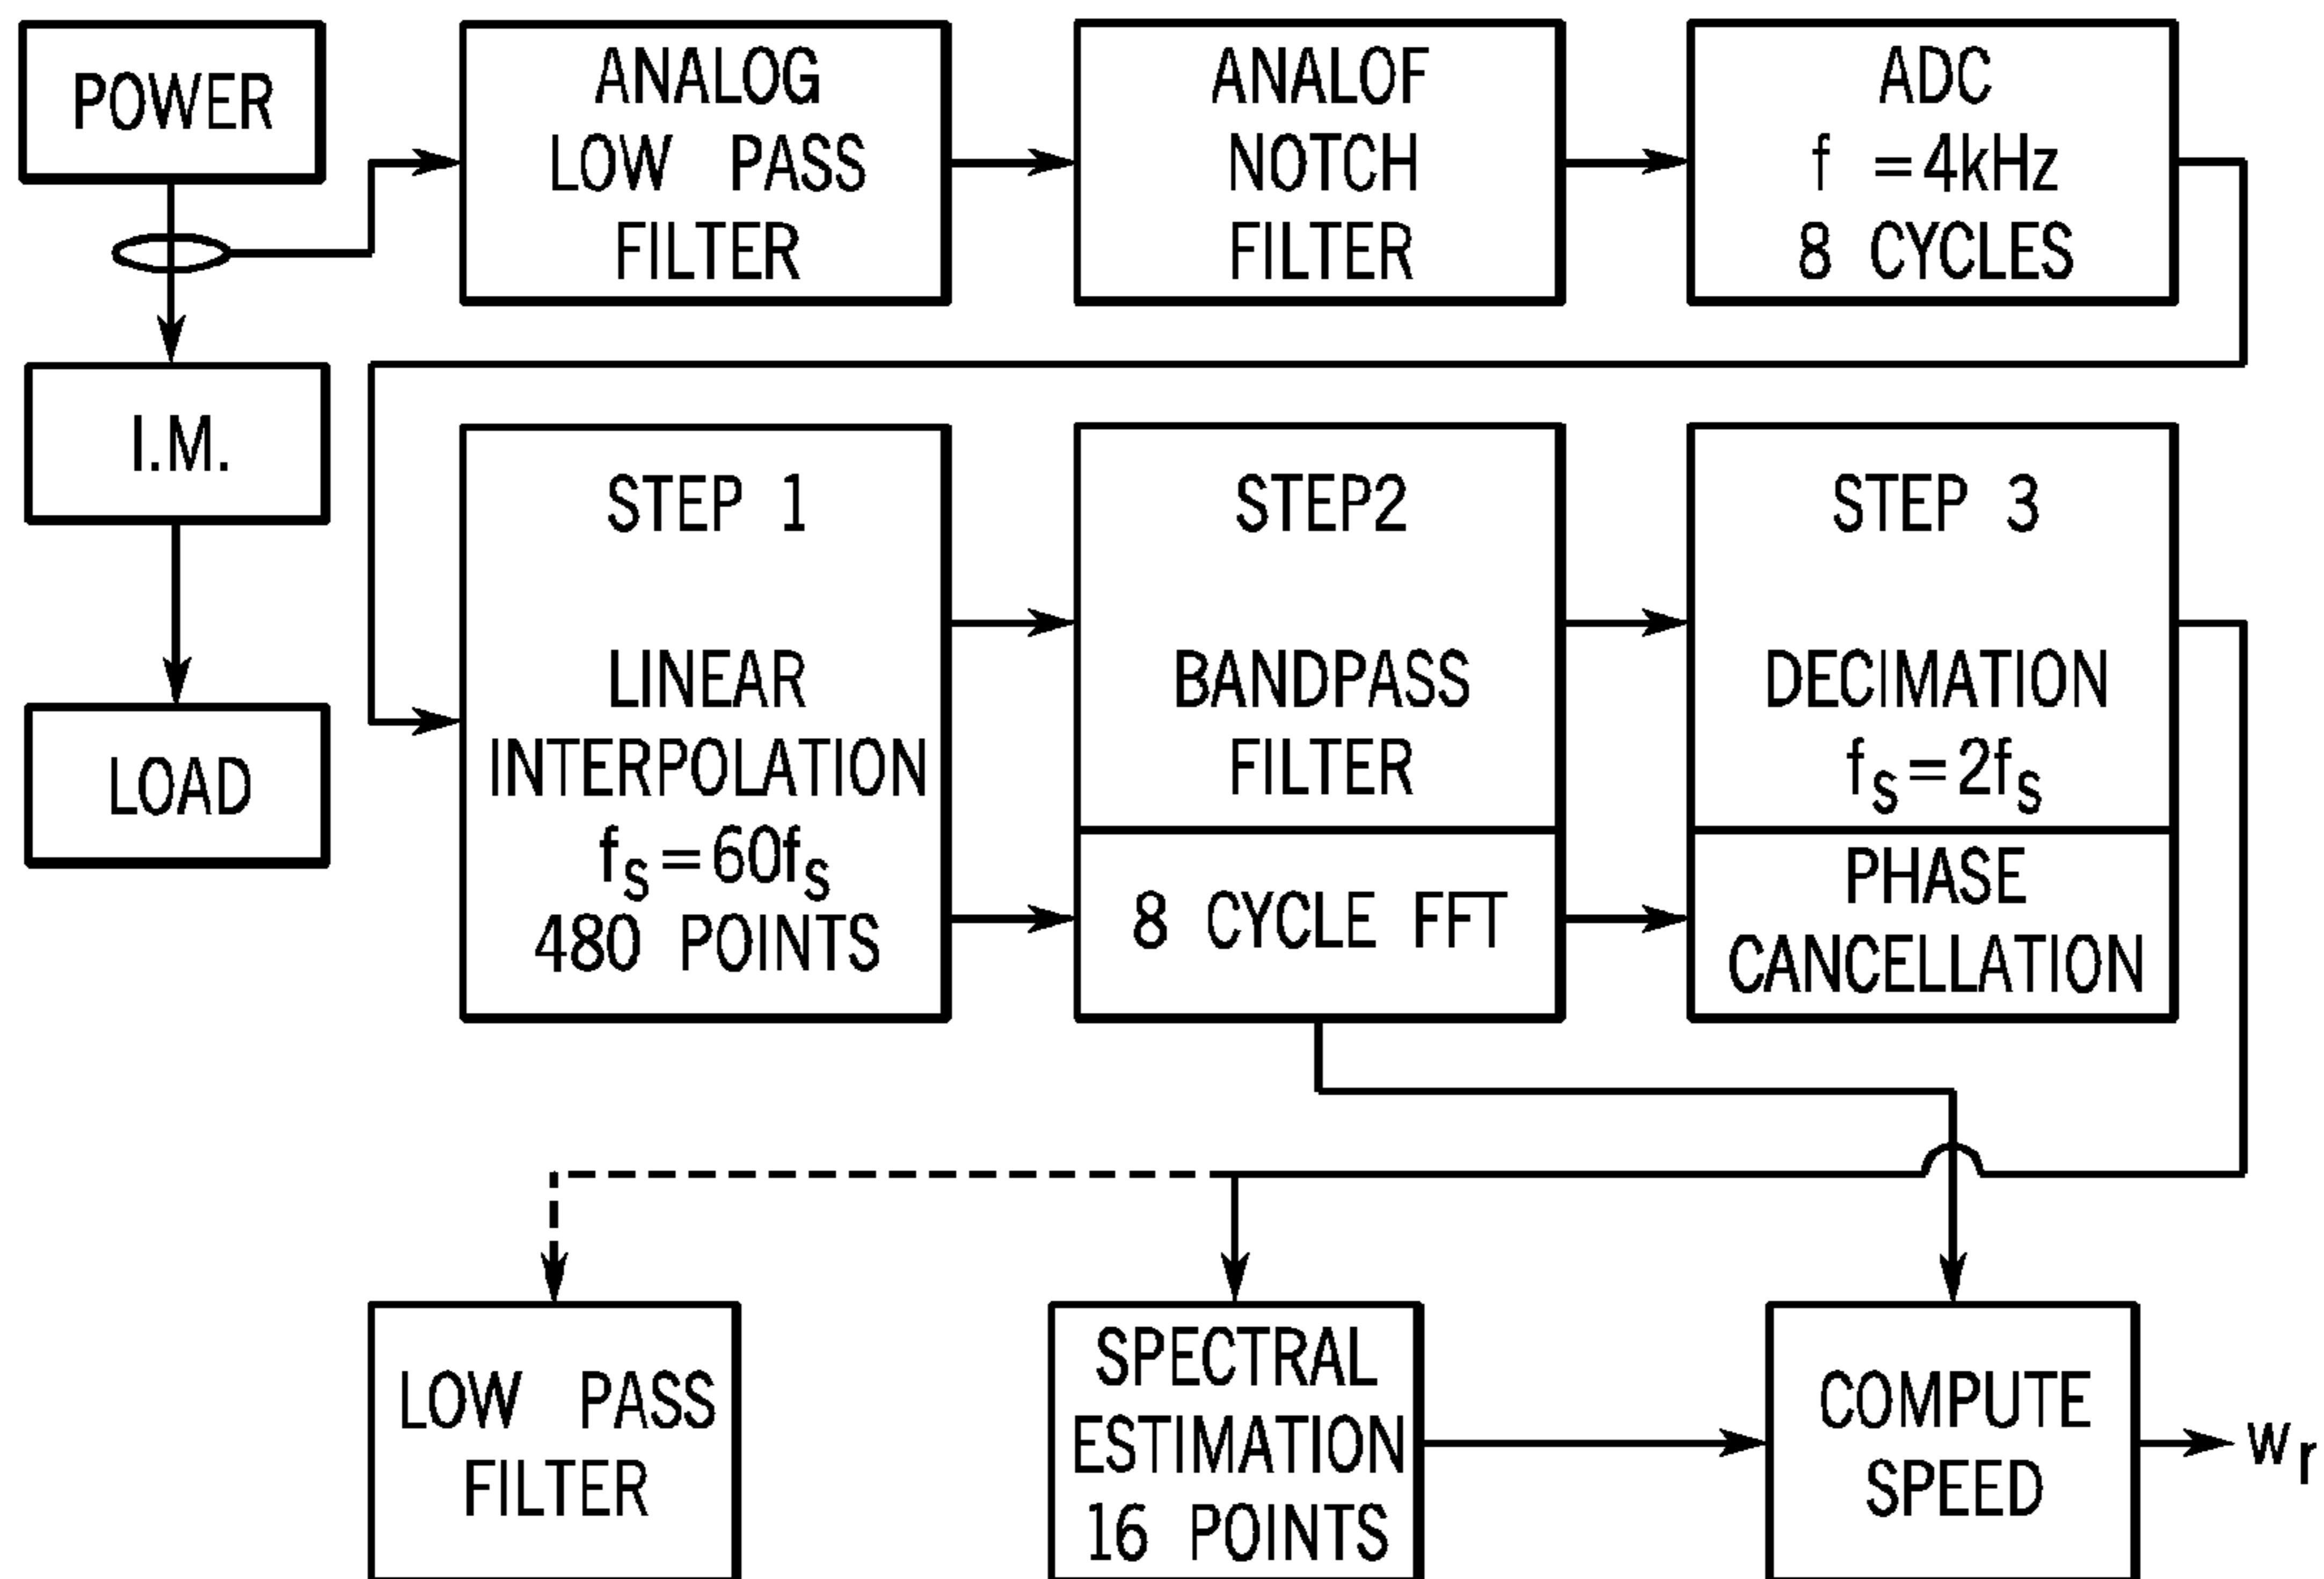 POWER
ANALOG
LOW PASS
FILTER
ANALOF
NOTCH
FILTER
ADC
f =4kHz
8 CYCLES
I.M.
LOAD
STEP 1
LINEAR
INTERPOLATION
fs=60fs
480 POINTS
STEP2
BANDPASS
FILTER
8 CYCLE FFT
STEP 3
DECIMATION
fs=2fs
PHASE
CANCELLATION
LOW PASS
FILTER
SPECTRAL
ESTIMATION
16 POINTS
COMPUTE
SPEED
wr